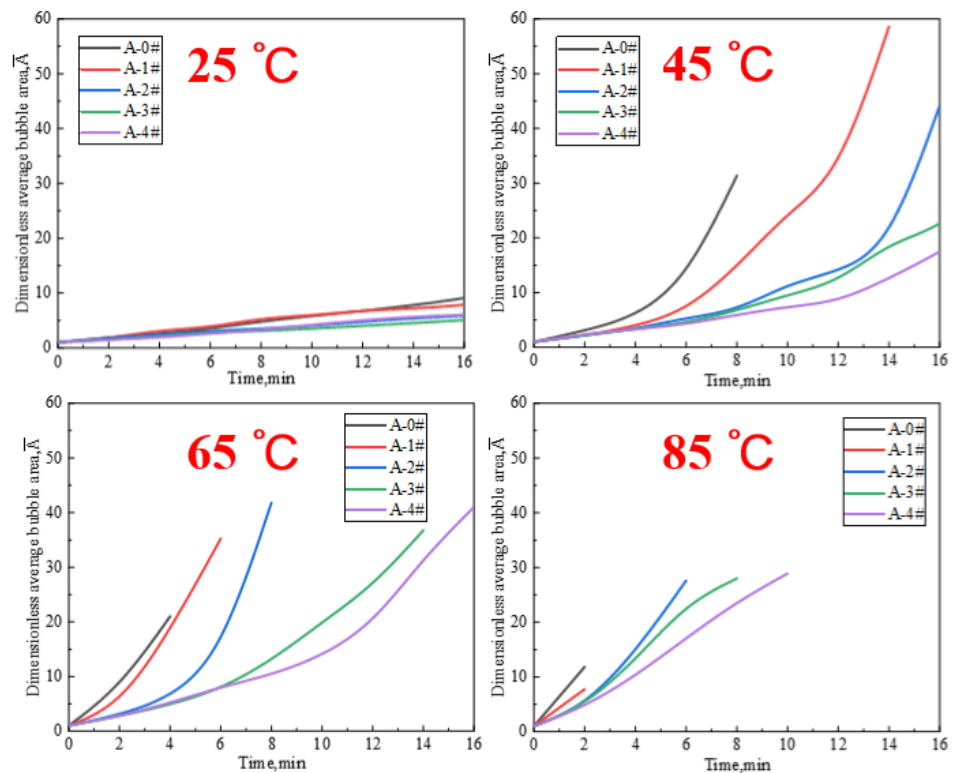 60
50
40
30
20
10
0
Dimensionless average bubble area,A̅
A-0#
A-1#
A-2#
A-3#
A-4#
25 °C
0 2 4 6 8 10 12 14 16
Time,min
60
50
40
30
20
10
0
Dimensionless average bubble area,A̅
A-0#
A-1#
A-2#
A-3#
A-4#
45 °C
0 2 4 6 8 10 12 14 16
Time,min
60
50
40
30
20
10
0
Dimensionless average bubble area,A̅
65 °C
A-0#
A-1#
A-2#
A-3#
A-4#
0 2 4 6 8 10 12 14 16
Time,min
60
50
40
30
20
10
0
Dimensionless average bubble area,A̅
85 °C
A-0#
A-1#
A-2#
A-3#
A-4#
0 2 4 6 8 10 12 14 16
Time,min